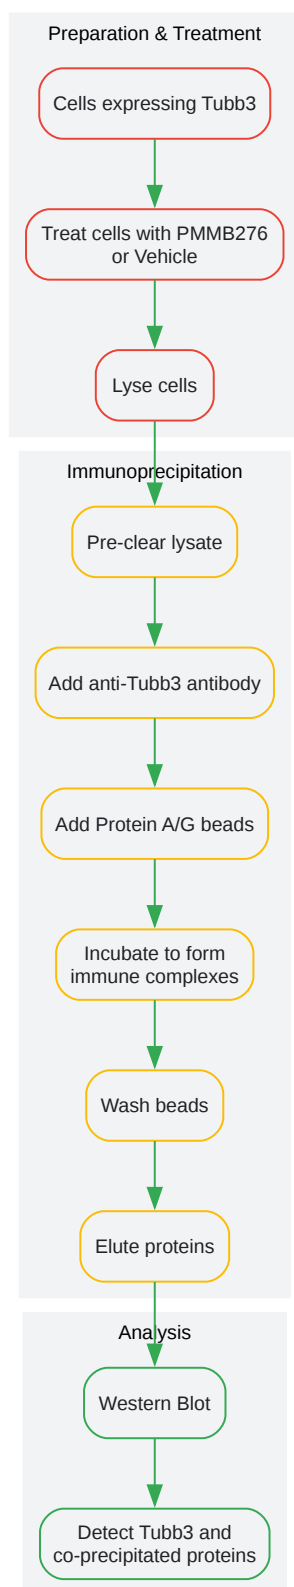 Preparation & Treatment
Cells expressing Tubb3
Treat cells with PMMB276
or Vehicle
Lyse cells
Immunoprecipitation
Pre-clear lysate
Add anti-Tubb3 antibody
Add Protein A/G beads
Incubate to form
immune complexes
Wash beads
Elute proteins
Analysis
Western Blot
Detect Tubb3 and
co-precipitated proteins